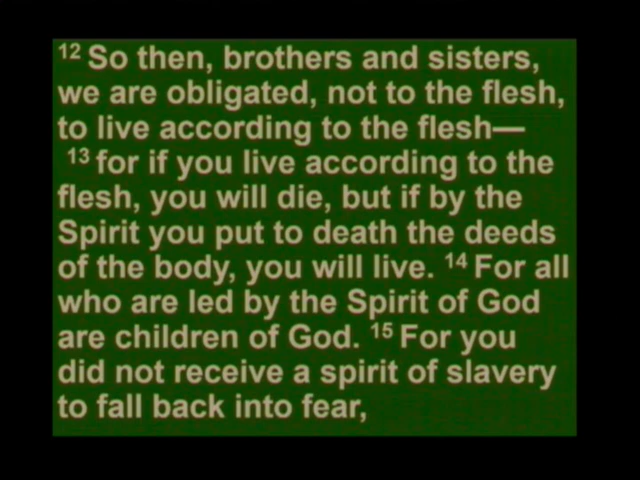 12 So then, brothers and sisters,
we are obligated, not to the flesh,
to live according to the flesh—
13 for if you live according to the
flesh, you will die, but if by the
Spirit you put to death the deeds
of the body, you will live. 14 For all
who are led by the Spirit of God
are children of God. 15 For you
did not receive a spirit of slavery
to fall back into fear,